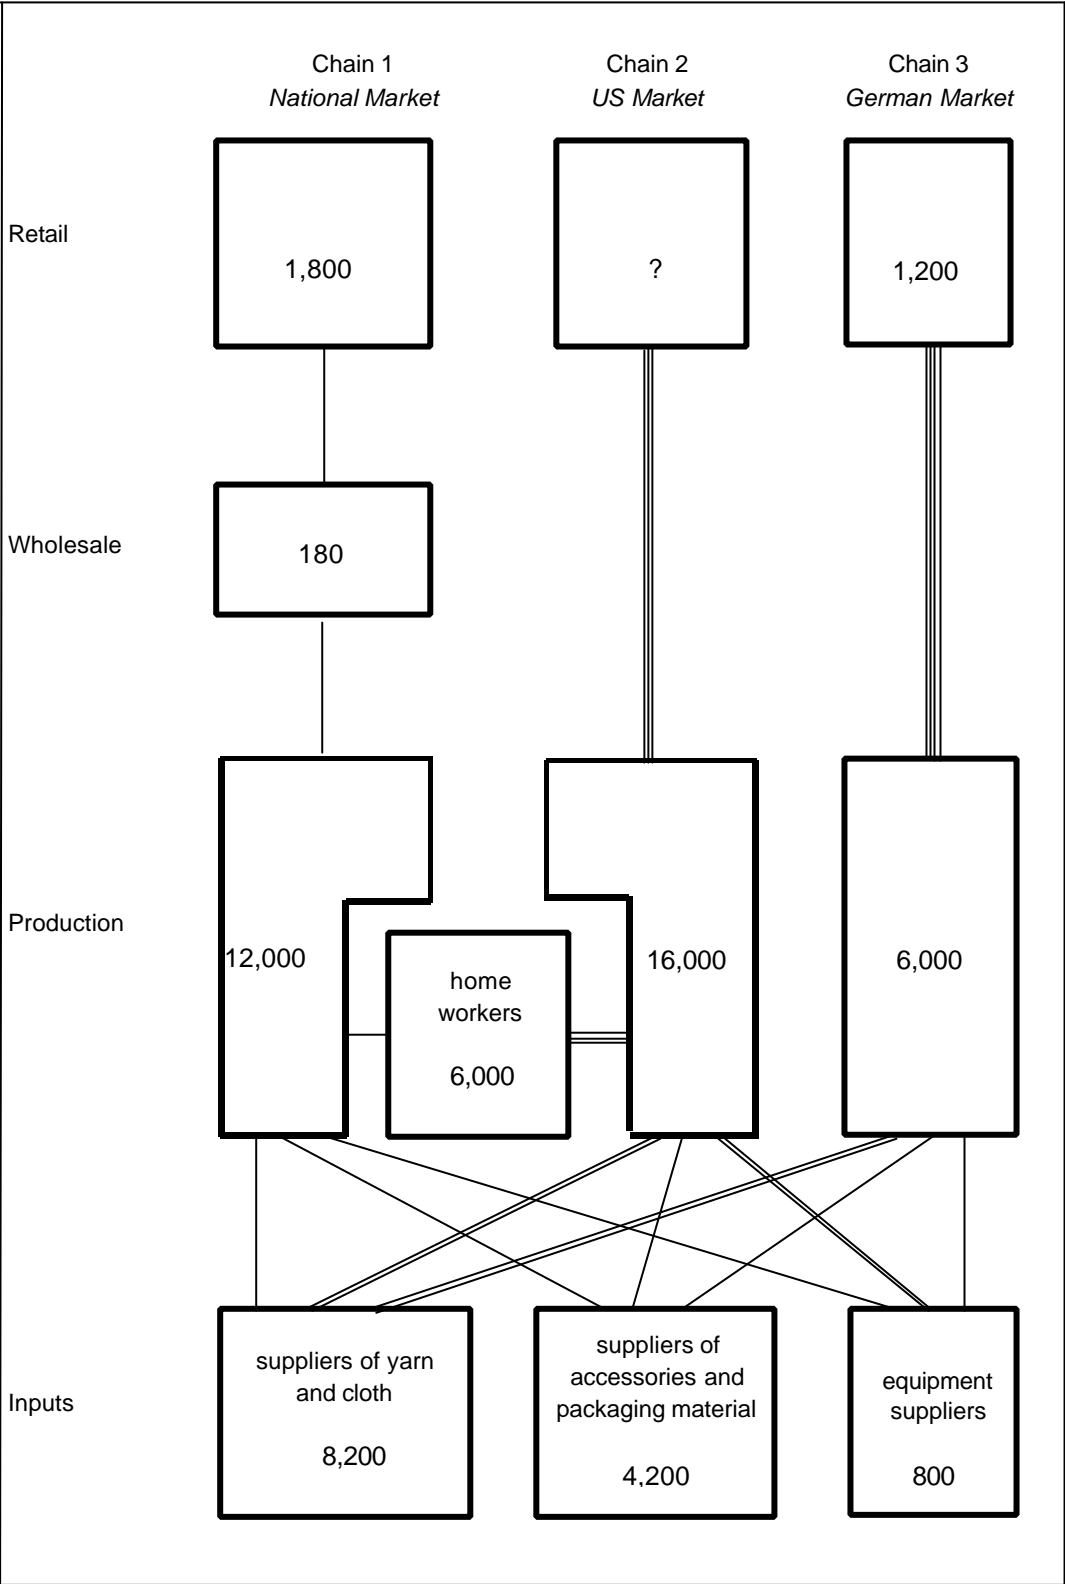 Chain 1
National Market
Chain 2
US Market
Chain 3
German Market
Retail
1,800
?
1,200
Wholesale
180
Production
12,000
home
workers
6,000
16,000
6,000
Inputs
suppliers of yarn
and cloth
8,200
suppliers of
accessories and
packaging material
4,200
equipment
suppliers
800